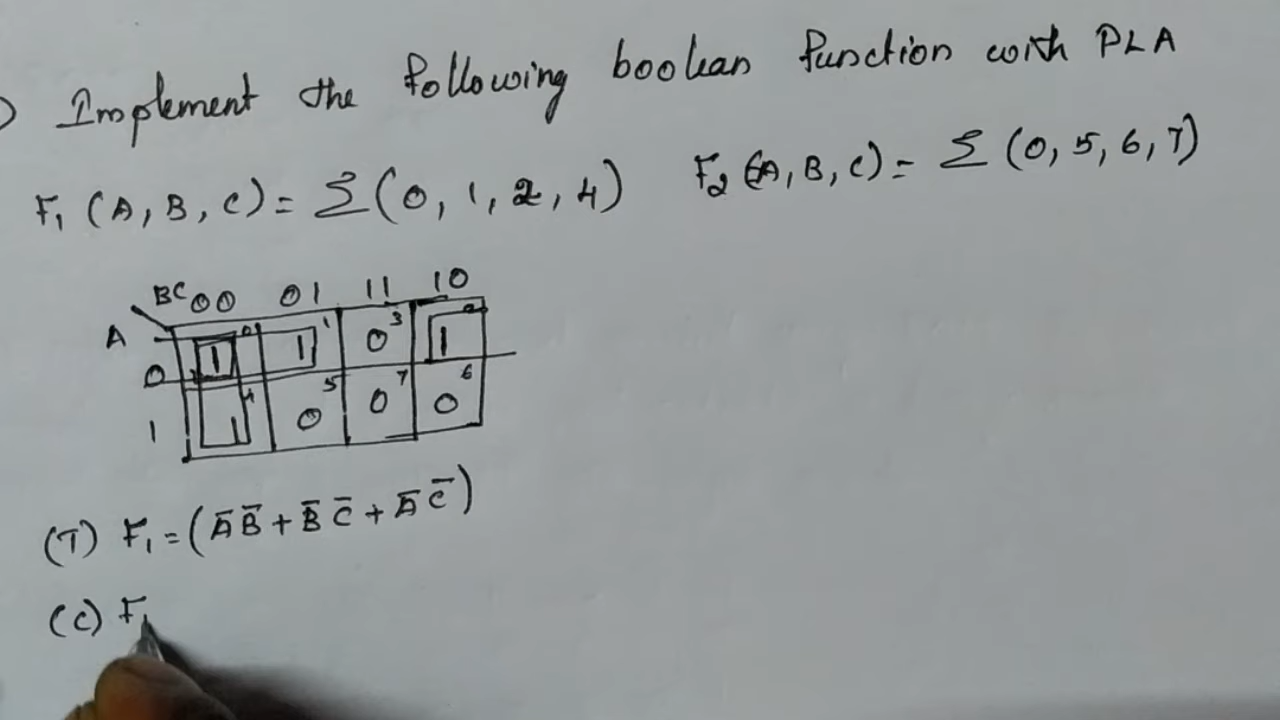 ) Implement the following boolean function with PLA
F₁ (A, B, C) = Σ(0, 1, 2, 4) F₂ (A, B, C) = Σ (0, 5, 6, 7)
BC 00 01 11 10
A
0 1 0 1 1 0 3 1 2
1 1 4 0 5 0 7 0 6
(T) F₁ = (A̅B̅ + B̅C̅ + A̅C̅)
(C) F₁